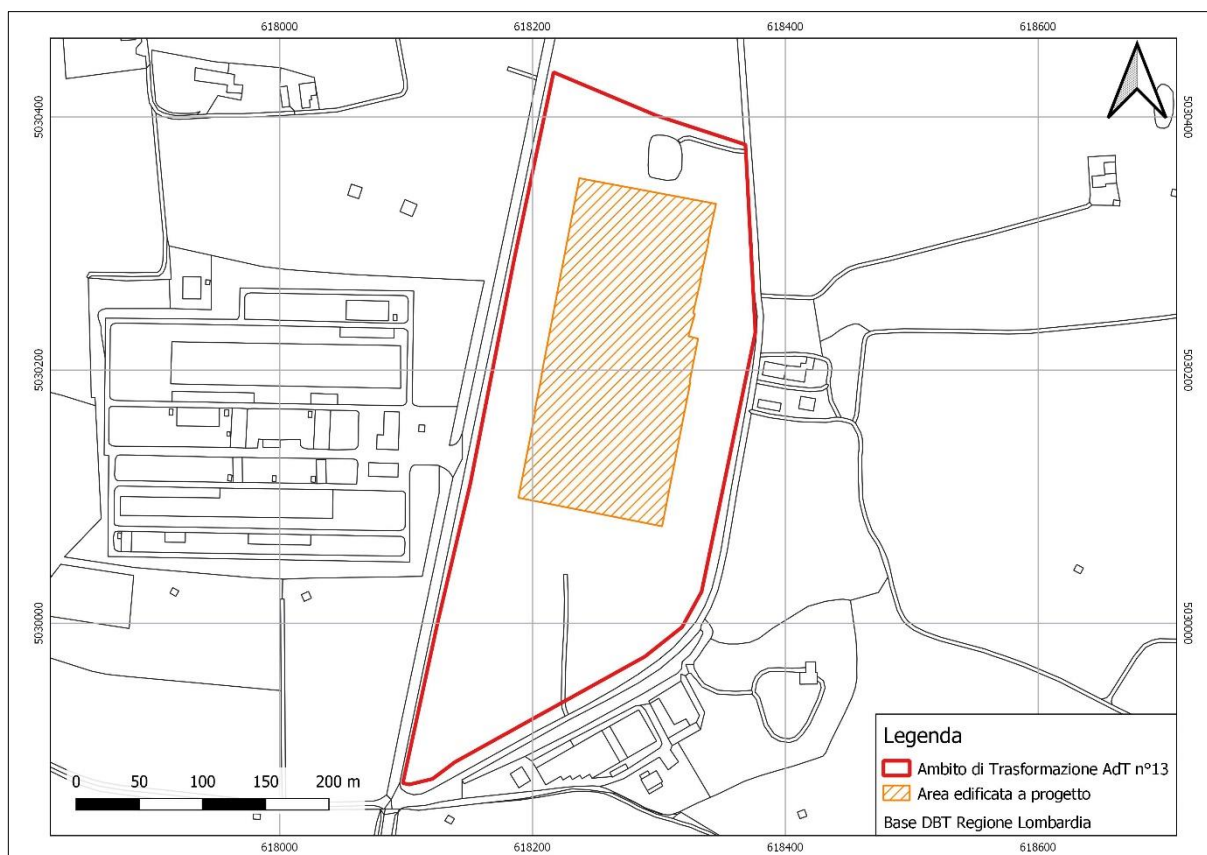 618000 618200 618400 618600
5030400 5030400
5030200 5030200
5030000 5030000
0 50 100 150 200 m
Legenda
Ambito di Trasformazione AdT n°13
Area edificata a progetto
Base DBT Regione Lombardia
618000 618200 618400 618600